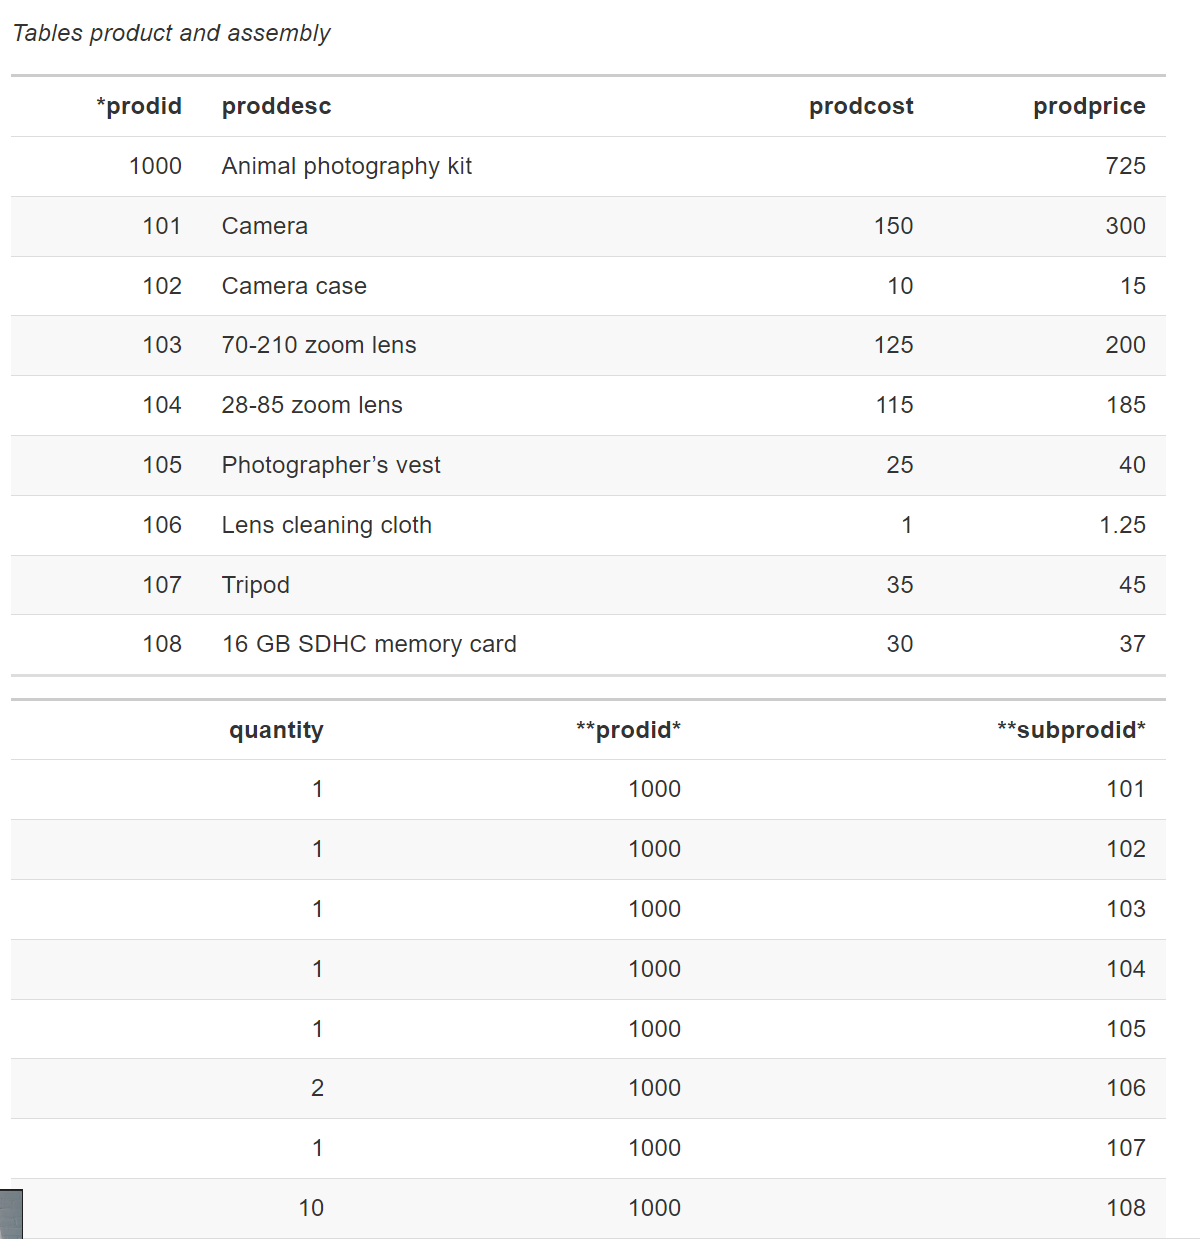 Tables product and assembly
*prodid proddesc prodcost prodprice
1000 Animal photography kit 725
101 Camera 150 300
102 Camera case 10 15
103 70-210 zoom lens 125 200
104 28-85 zoom lens 115 185
105 Photographer’s vest 25 40
106 Lens cleaning cloth 1 1.25
107 Tripod 35 45
108 16 GB SDHC memory card 30 37
quantity **prodid* **subprodid*
1 1000 101
1 1000 102
1 1000 103
1 1000 104
1 1000 105
2 1000 106
1 1000 107
10 1000 108